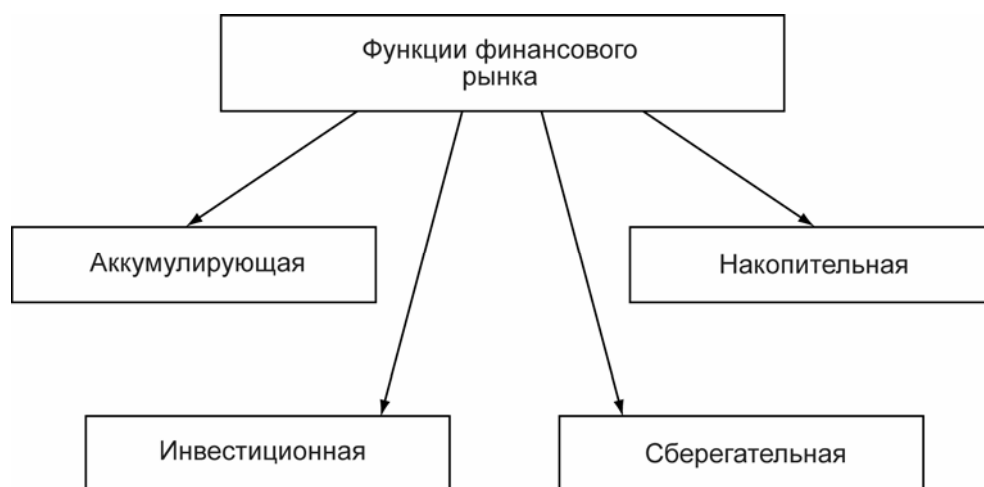 Функции финансового
рынка
Аккумулирующая
Накопительная
Инвестиционная
Сберегательная